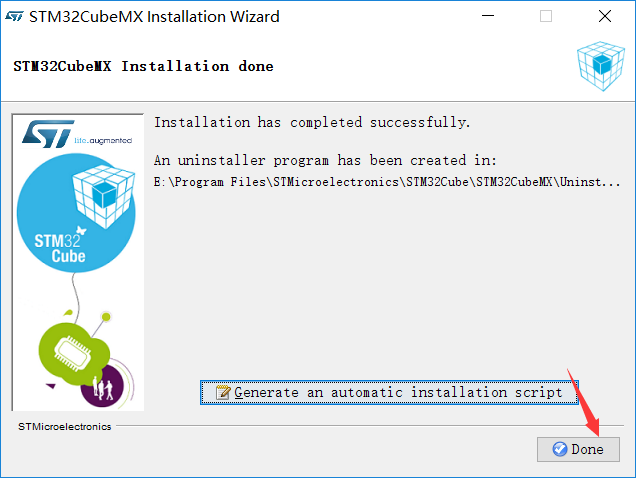 STM32CubeMX Installation Wizard
STM32CubeMX Installation done
ST life.augmented
Installation has completed successfully.
An uninstaller program has been created in:
E:\Program Files\STMicroelectronics\STM32Cube\STM32CubeMX\Uninst...
STM32
Cube
Generate an automatic installation script
STMicroelectronics
Done